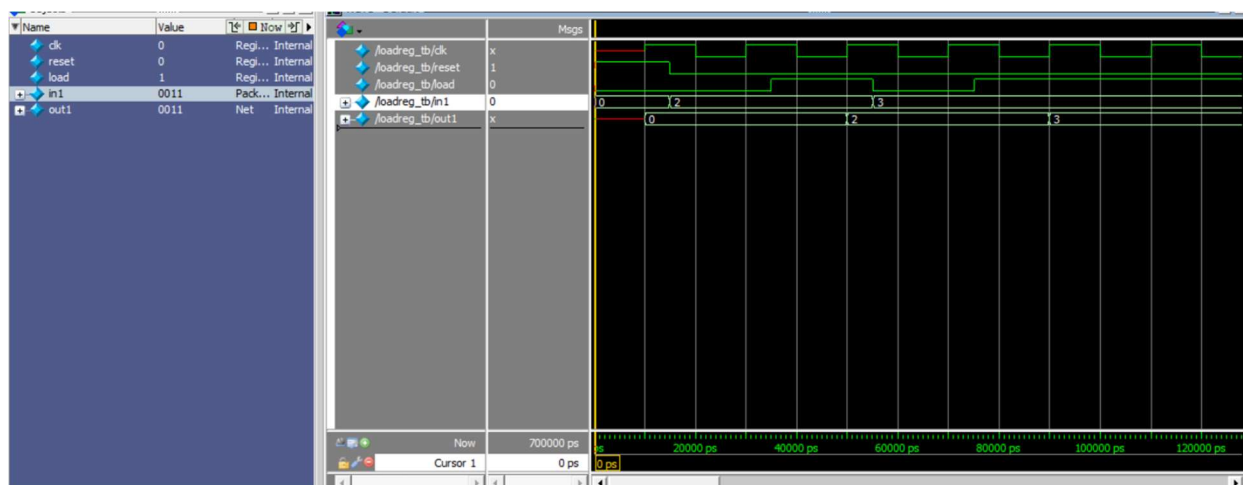 Name Value Now
clk 0 Regi... Internal
reset 0 Regi... Internal
load 1 Regi... Internal
in1 0011 Pack... Internal
out1 0011 Net Internal
Msgs
/loadreg_tb/clk x
/loadreg_tb/reset 1
/loadreg_tb/load 0
/loadreg_tb/in1 0 0 2 3
/loadreg_tb/out1 x 0 2 3
Now 700000 ps ps 20000 ps 40000 ps 60000 ps 80000 ps 100000 ps 120000 ps
Cursor 1 0 ps 0 ps